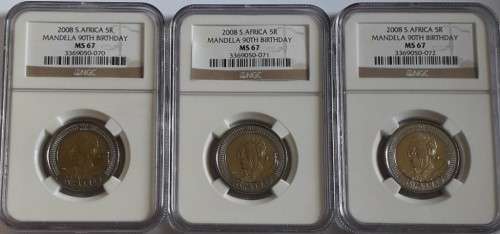 2008 S. AFRICA 5R
MANDELA 90TH BIRTHDAY
MS 67
3369050-070
NGC
2008 S. AFRICA 5R
MANDELA 90TH BIRTHDAY
MS 67
3369050-071
NGC
2008 S. AFRICA 5R
MANDELA 90TH BIRTHDAY
MS 67
3369050-072
NGC